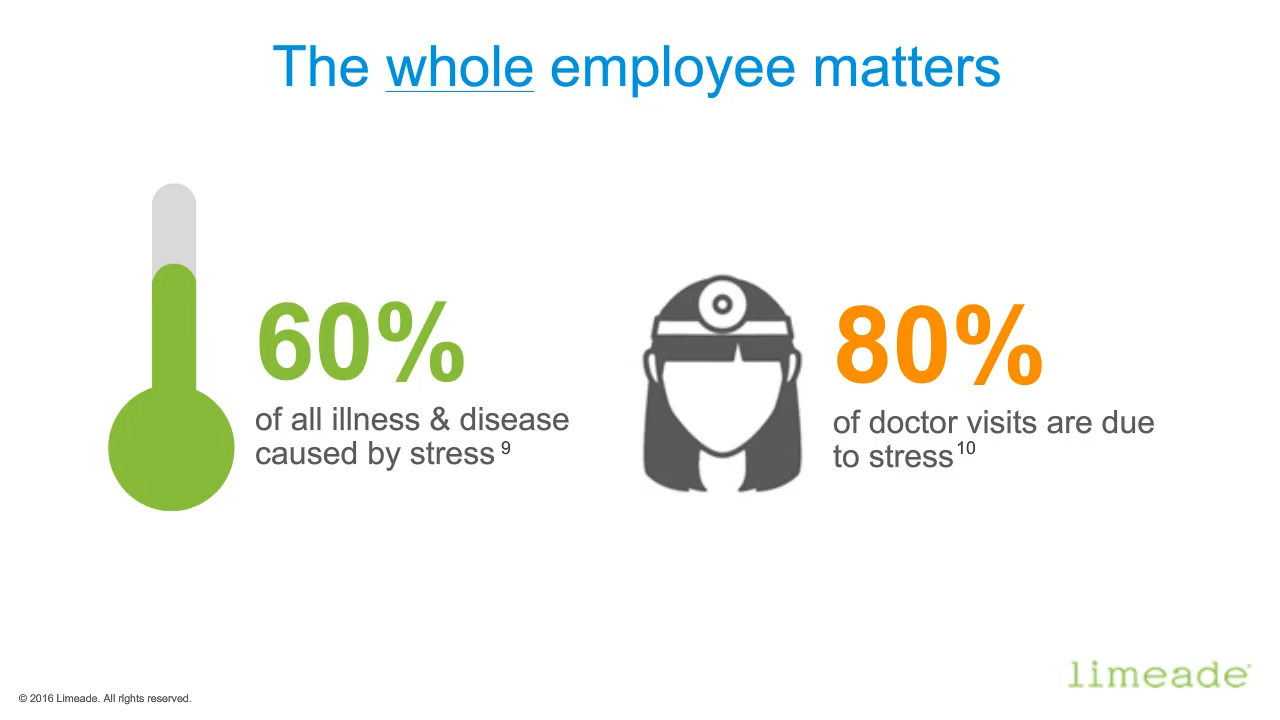 The whole employee matters
60%
of all illness & disease
caused by stress 9
80%
of doctor visits are due
to stress 10
limeade
© 2016 Limeade. All rights reserved.